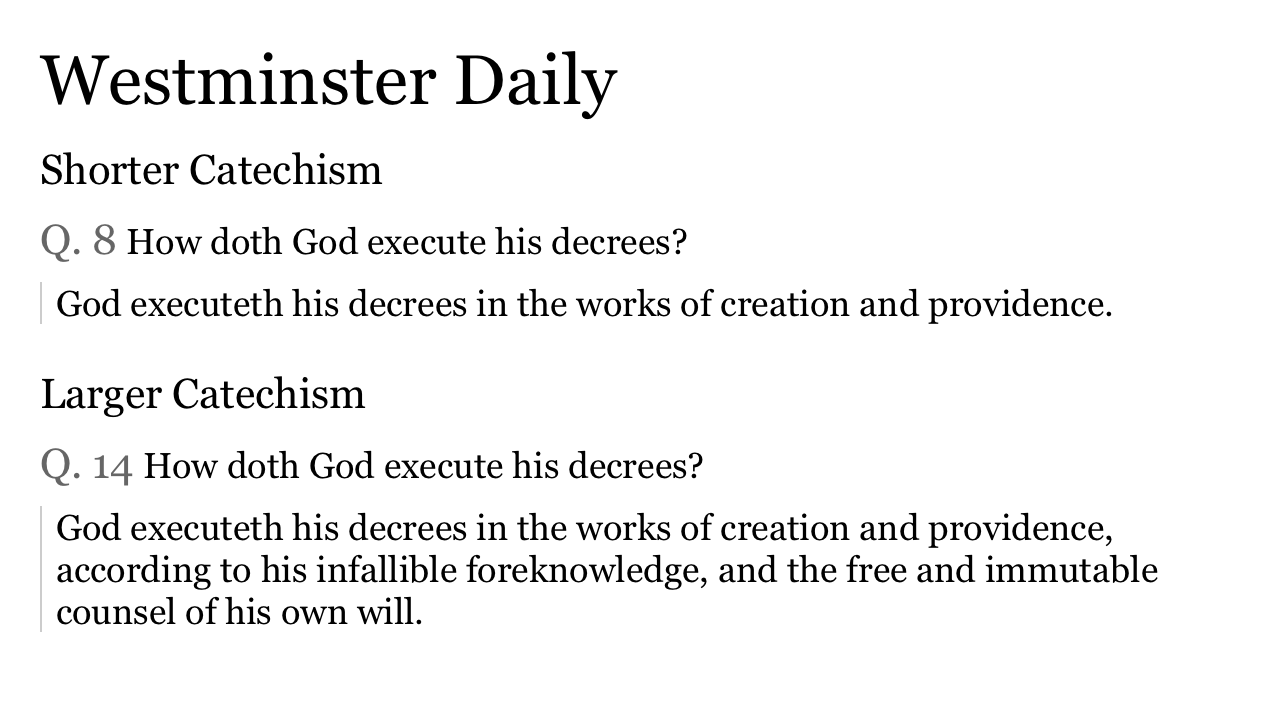 Westminster Daily
Shorter Catechism
Q. 8 How doth God execute his decrees?
God executeth his decrees in the works of creation and providence.
Larger Catechism
Q. 14 How doth God execute his decrees?
God executeth his decrees in the works of creation and providence,
according to his infallible foreknowledge, and the free and immutable
counsel of his own will.